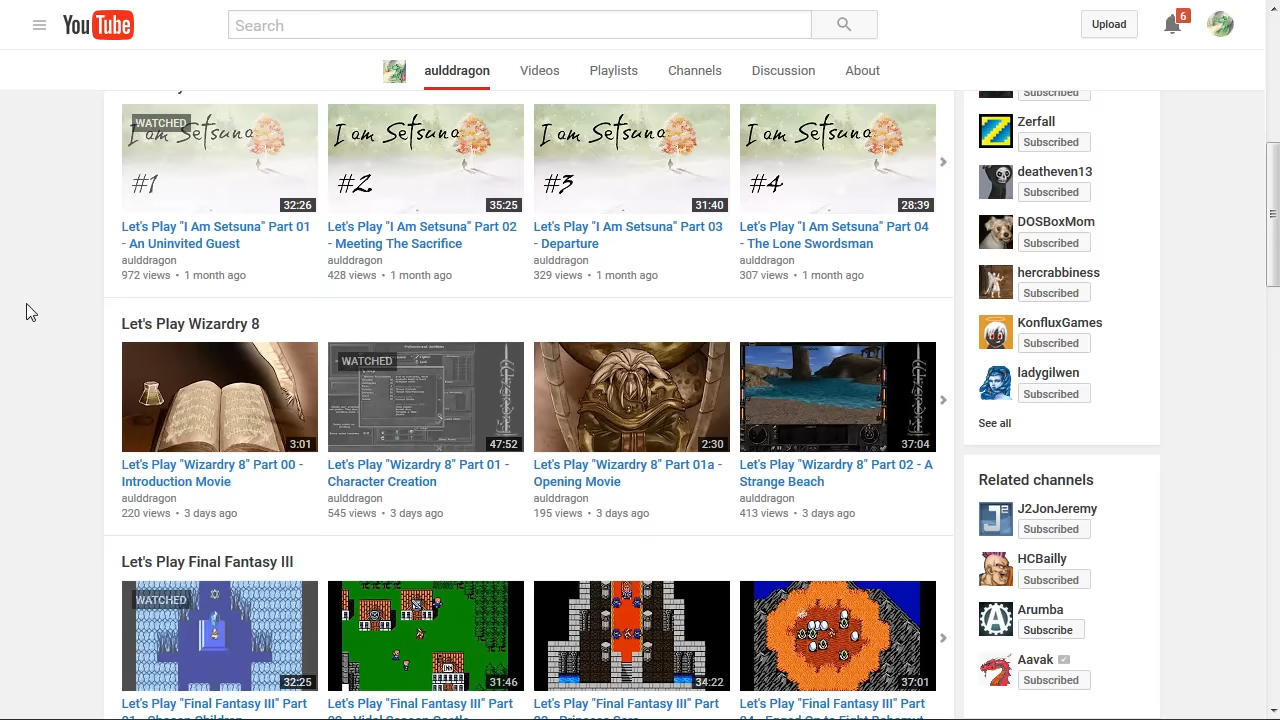 YouTube
Search
Upload
6
aulddragon
Videos
Playlists
Channels
Discussion
About
WATCHED
I am Setsuna
#1
32:26
I am Setsuna
#2
35:25
I am Setsuna
#3
31:40
I am Setsuna
#4
28:39
Let's Play "I Am Setsuna" Part 01
- An Uninvited Guest
aulddragon
972 views • 1 month ago
Let's Play "I Am Setsuna" Part 02
- Meeting The Sacrifice
aulddragon
428 views • 1 month ago
Let's Play "I Am Setsuna" Part 03
- Departure
aulddragon
329 views • 1 month ago
Let's Play "I Am Setsuna" Part 04
- The Lone Swordsman
aulddragon
307 views • 1 month ago
Let's Play Wizardry 8
3:01
WATCHED
47:52
2:30
37:04
Let's Play "Wizardry 8" Part 00 -
Introduction Movie
aulddragon
220 views • 3 days ago
Let's Play "Wizardry 8" Part 01 -
Character Creation
aulddragon
545 views • 3 days ago
Let's Play "Wizardry 8" Part 01a -
Opening Movie
aulddragon
195 views • 3 days ago
Let's Play "Wizardry 8" Part 02 - A
Strange Beach
aulddragon
413 views • 3 days ago
Let's Play Final Fantasy III
WATCHED
32:25
31:46
34:22
37:01
Let's Play "Final Fantasy III" Part
Let's Play "Final Fantasy III" Part
Let's Play "Final Fantasy III" Part
Let's Play "Final Fantasy III" Part
Subscribed
Zerfall
Subscribed
deatheven13
Subscribed
DOSBoxMom
Subscribed
hercrabbiness
Subscribed
KonfluxGames
Subscribed
ladygilwen
Subscribed
See all
Related channels
J2JonJeremy
Subscribed
HCBailly
Subscribed
Arumba
Subscribe
Aavak
Subscribed